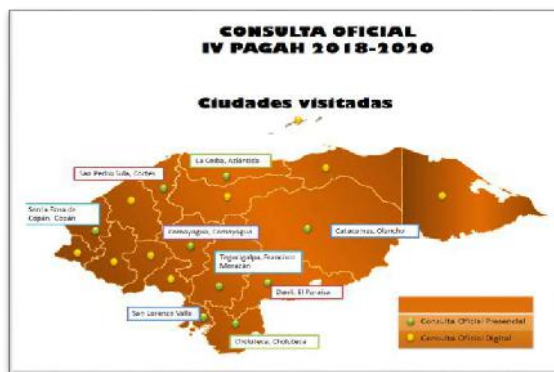 CONSULTA OFICIAL
IV PAGAH 2018-2020
Ciudades visitadas
La Ceiba, Atlántida
San Pedro Sula, Cortes
Santa Rosa de
Copán, Copán
Comayagua, Comayagua
Catacamas, Olancho
Tegucigalpa, Francisco
Morazán
Danlí, El Paraíso
San Lorenzo Valle
Choluteca, Choluteca
Consulta Oficial Presencial
Consulta Oficial Digital